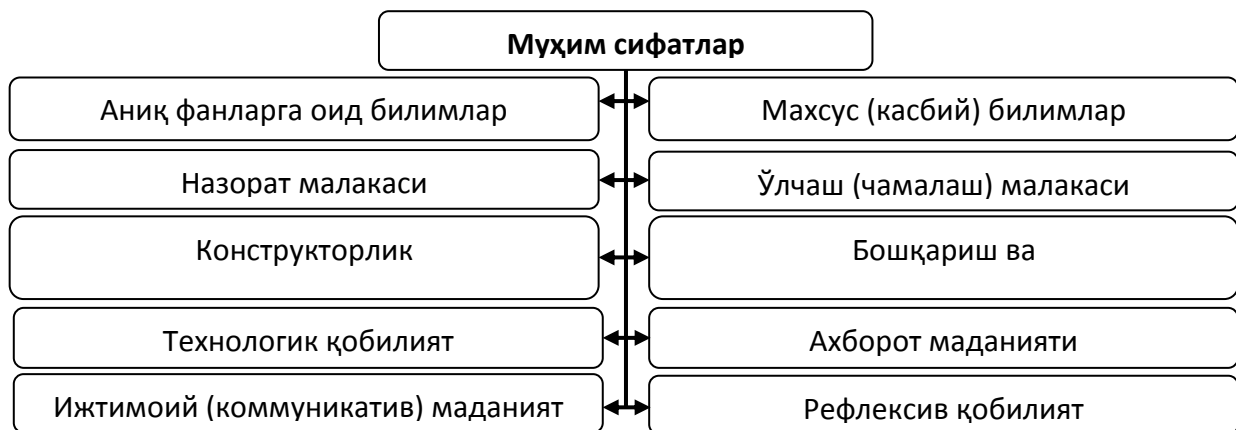 Муҳим сифатлар
Аниқ фанларга оид билимлар
Махсус (касбий) билимлар
Назорат малакаси
Ўлчаш (чамалаш) малакаси
Конструкторлик
Бошқариш ва
Технологик қобилият
Ахборот маданияти
Ижтимоий (коммуникатив) маданият
Рефлексив қобилият